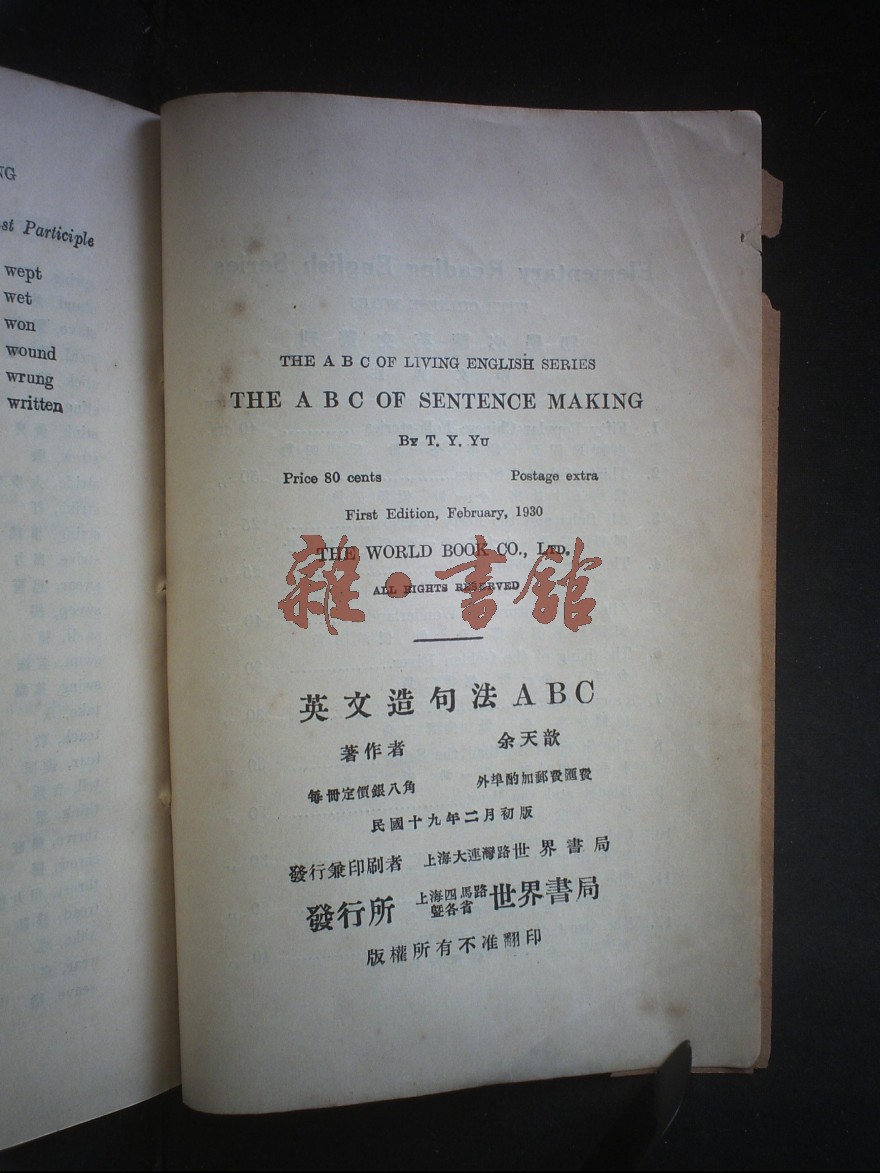 NG
st Participle
wept
wet
won
wound
wrung
written
THE A B C OF LIVING ENGLISH SERIES
THE A B C OF SENTENCE MAKING
By T. Y. Yu
Price 80 cents Postage extra
First Edition, February, 1930
THE WORLD BOOK CO., LTD.
ALL RIGHTS RESERVED
雜·書館
英文造句法ABC
著作者 余天韻
每冊定價銀八角 外埠酌加郵費匯費
民國十九年二月初版
發行兼印刷者 上海大連灣路世界書局
發行所 上海四馬路暨各省 世界書局
版權所有不准翻印